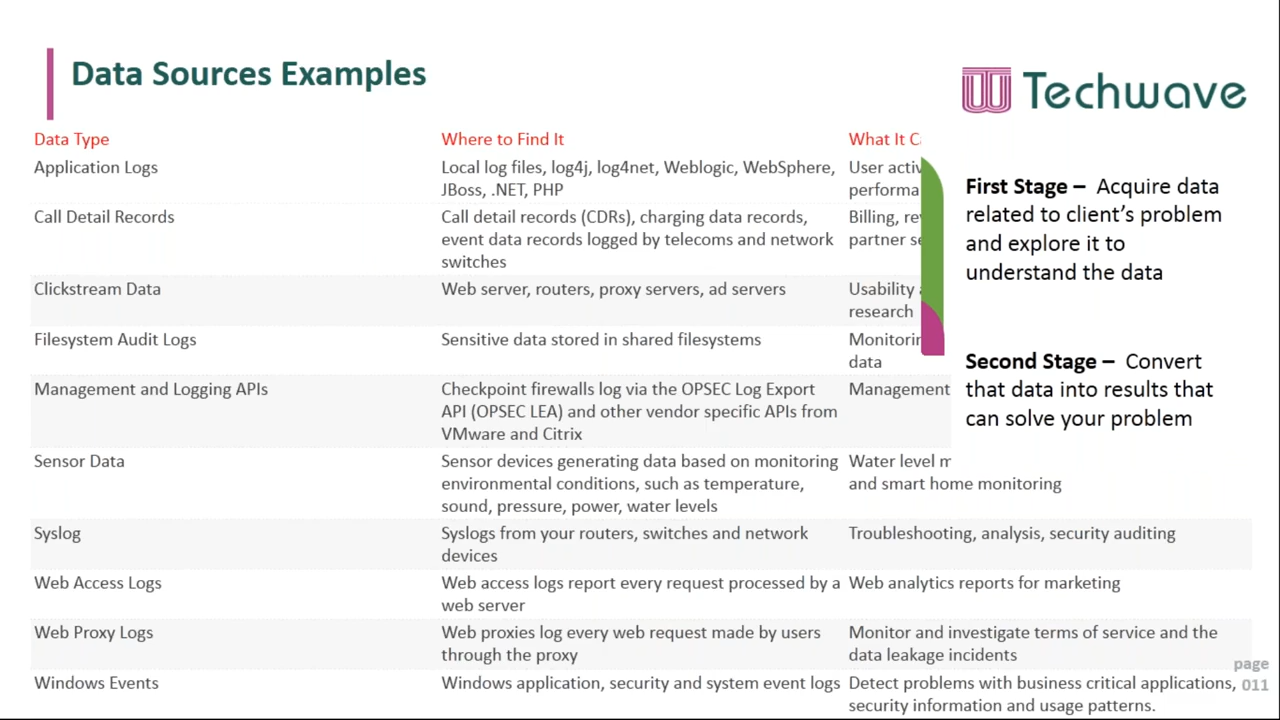 Data Sources Examples
Techwave
Data Type
Where to Find It
What It
Application Logs
Local log files, log4j, log4net, Weblogic, WebSphere,
JBoss, .NET, PHP
User
Call Detail Records
Call detail records (CDRs), charging data records,
event data records logged by telecoms and network
switches
Billing,
partner
Clickstream Data
Web server, routers, proxy servers, ad servers
Usability
research
Filesystem Audit Logs
Sensitive data stored in shared filesystems
data
Management and Logging APIs
Checkpoint firewalls log via the OPSEC Log Export
API (OPSEC LEA) and other vendor specific APIs from
VMware and Citrix
Management
Sensor Data
Sensor devices generating data based on monitoring
environmental conditions, such as temperature,
sound, pressure, power, water levels
Water level
and smart home monitoring
Syslog
Syslogs from your routers, switches and network
devices
Troubleshooting, analysis, security auditing
Web Access Logs
Web access logs report every request processed by a
web server
Web analytics reports for marketing
Web Proxy Logs
Web proxies log every web request made by users
through the proxy
Monitor and investigate terms of service and the
data leakage incidents
Windows Events
Windows application, security and system event logs
Detect problems with business critical applications,
security information and usage patterns.
First Stage – Acquire data
related to client’s problem
and explore it to
understand the data
Second Stage – Convert
that data into results that
can solve your problem
page
011